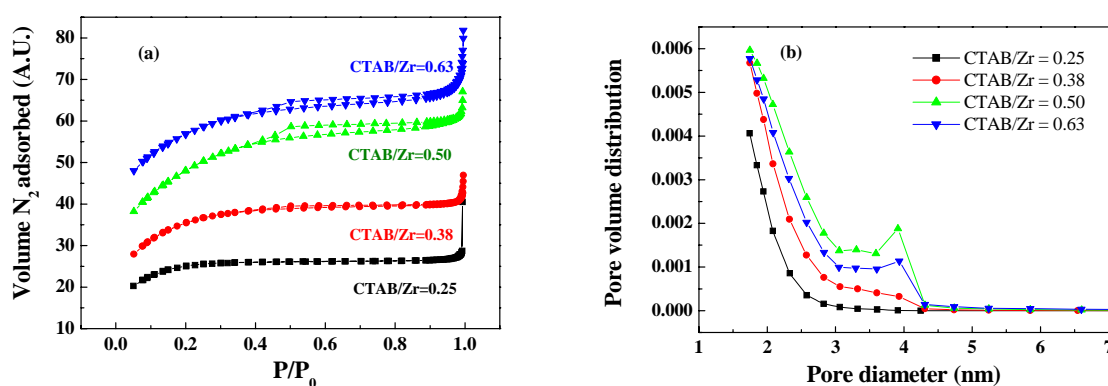 (a)
80
70
60
50
40
30
20
10
0.0 0.2 0.4 0.6 0.8 1.0
P/P0
Volume N2 adsorbed (A.U.)
CTAB/Zr=0.63
CTAB/Zr=0.50
CTAB/Zr=0.38
CTAB/Zr=0.25
(b)
CTAB/Zr = 0.25
CTAB/Zr = 0.38
CTAB/Zr = 0.50
CTAB/Zr = 0.63
0.006
0.005
0.004
0.003
0.002
0.001
0.000
1 2 3 4 5 6 7
Pore diameter (nm)
Pore volume distribution